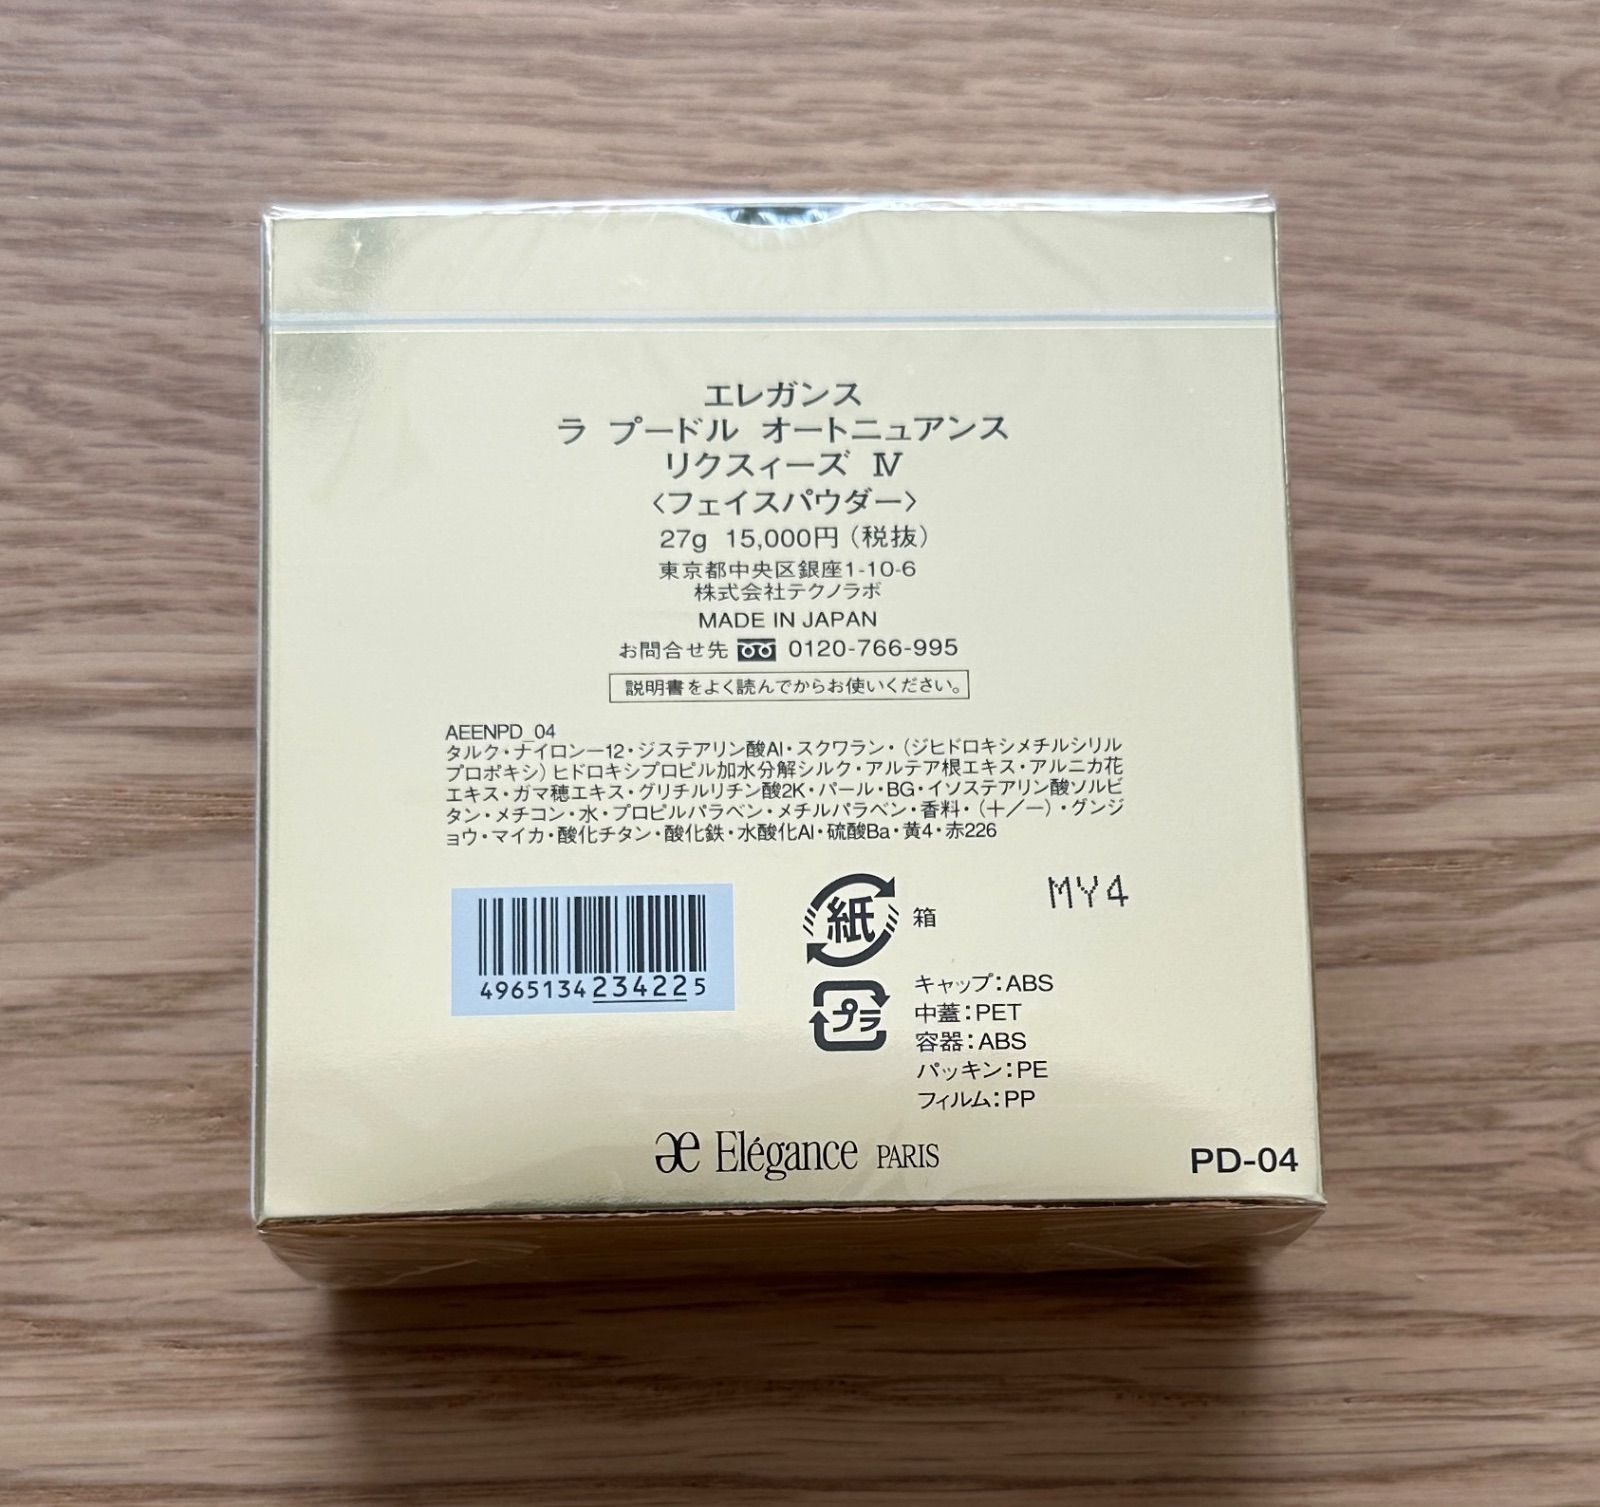 エレガンス
ラ プードル オートニュアンス
リクスィーズ Ⅳ
〈フェイスパウダー〉
27g 15,000円(税抜)
東京都中央区銀座1-10-6
株式会社テクノラボ
MADE IN JAPAN
お問合せ先 0120-766-995
説明書をよく読んでからお使いください。
AEENPD_04
タルク・ナイロンー12・ジステアリン酸Al・スクワラン・(ジヒドロキシメチルシリル
プロポキシ)ヒドロキシプロピル加水分解シルク・アルテア根エキス・アルニカ花
エキス・ガマ穂エキス・グリチルリチン酸2K・パール・BG・イソステアリン酸ソルビ
タン・メチコン・水・プロピルパラベン・メチルパラベン・香料・(+/−)・グンジ
ョウ・マイカ・酸化チタン・酸化鉄・水酸化Al・硫酸Ba・黄4・赤226
4965134234225
紙 箱
MY4
プラ
キャップ:ABS
中蓋:PET
容器:ABS
パッキン:PE
フィルム:PP
æ Elégance PARIS
PD-04